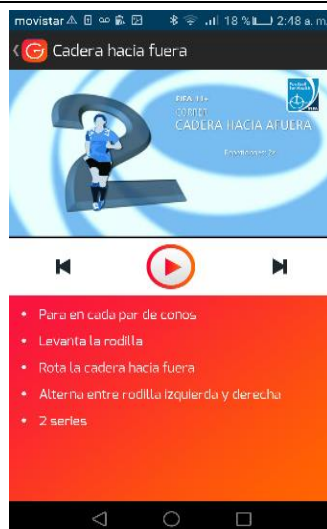 movistar 18 % 2:48 a. m.
Cadera hacia fuera
FIFA 11+
CORRER
CADERA HACIA AFUERA
2
Para en cada par de conos
Levanta la rodilla
Rota la cadera hacia fuera
Alterna entre rodilla izquierda y derecha
2 series